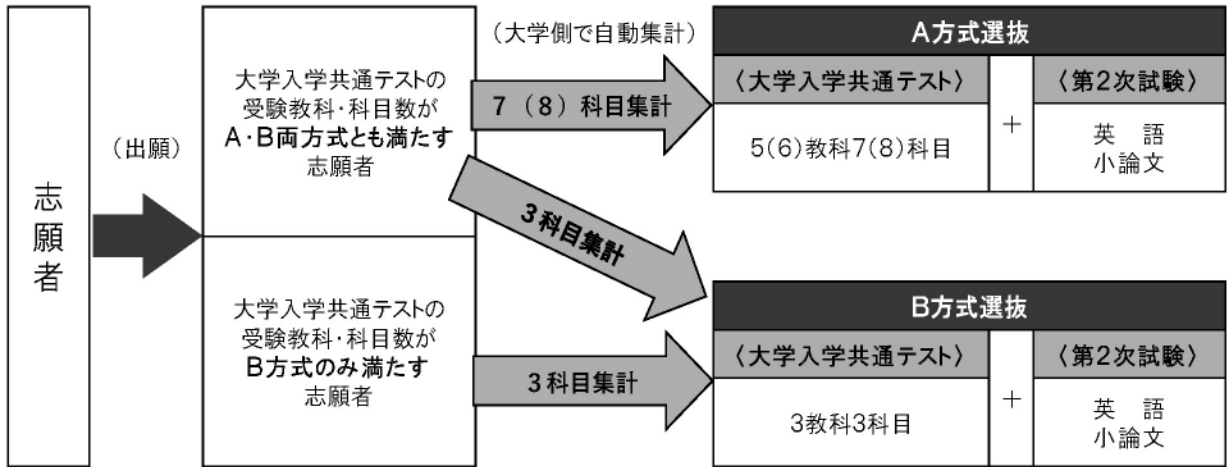 志願者
(出願)
大学入学共通テストの
受験教科・科目数が
A・B両方式とも満たす
志願者
大学入学共通テストの
受験教科・科目数が
B方式のみ満たす
志願者
(大学側で自動集計)
7(8)科目集計
3科目集計
3科目集計
A方式選抜
〈大学入学共通テスト〉
5(6)教科7(8)科目
+
〈第2次試験〉
英 語
小論文
B方式選抜
〈大学入学共通テスト〉
3教科3科目
+
〈第2次試験〉
英 語
小論文